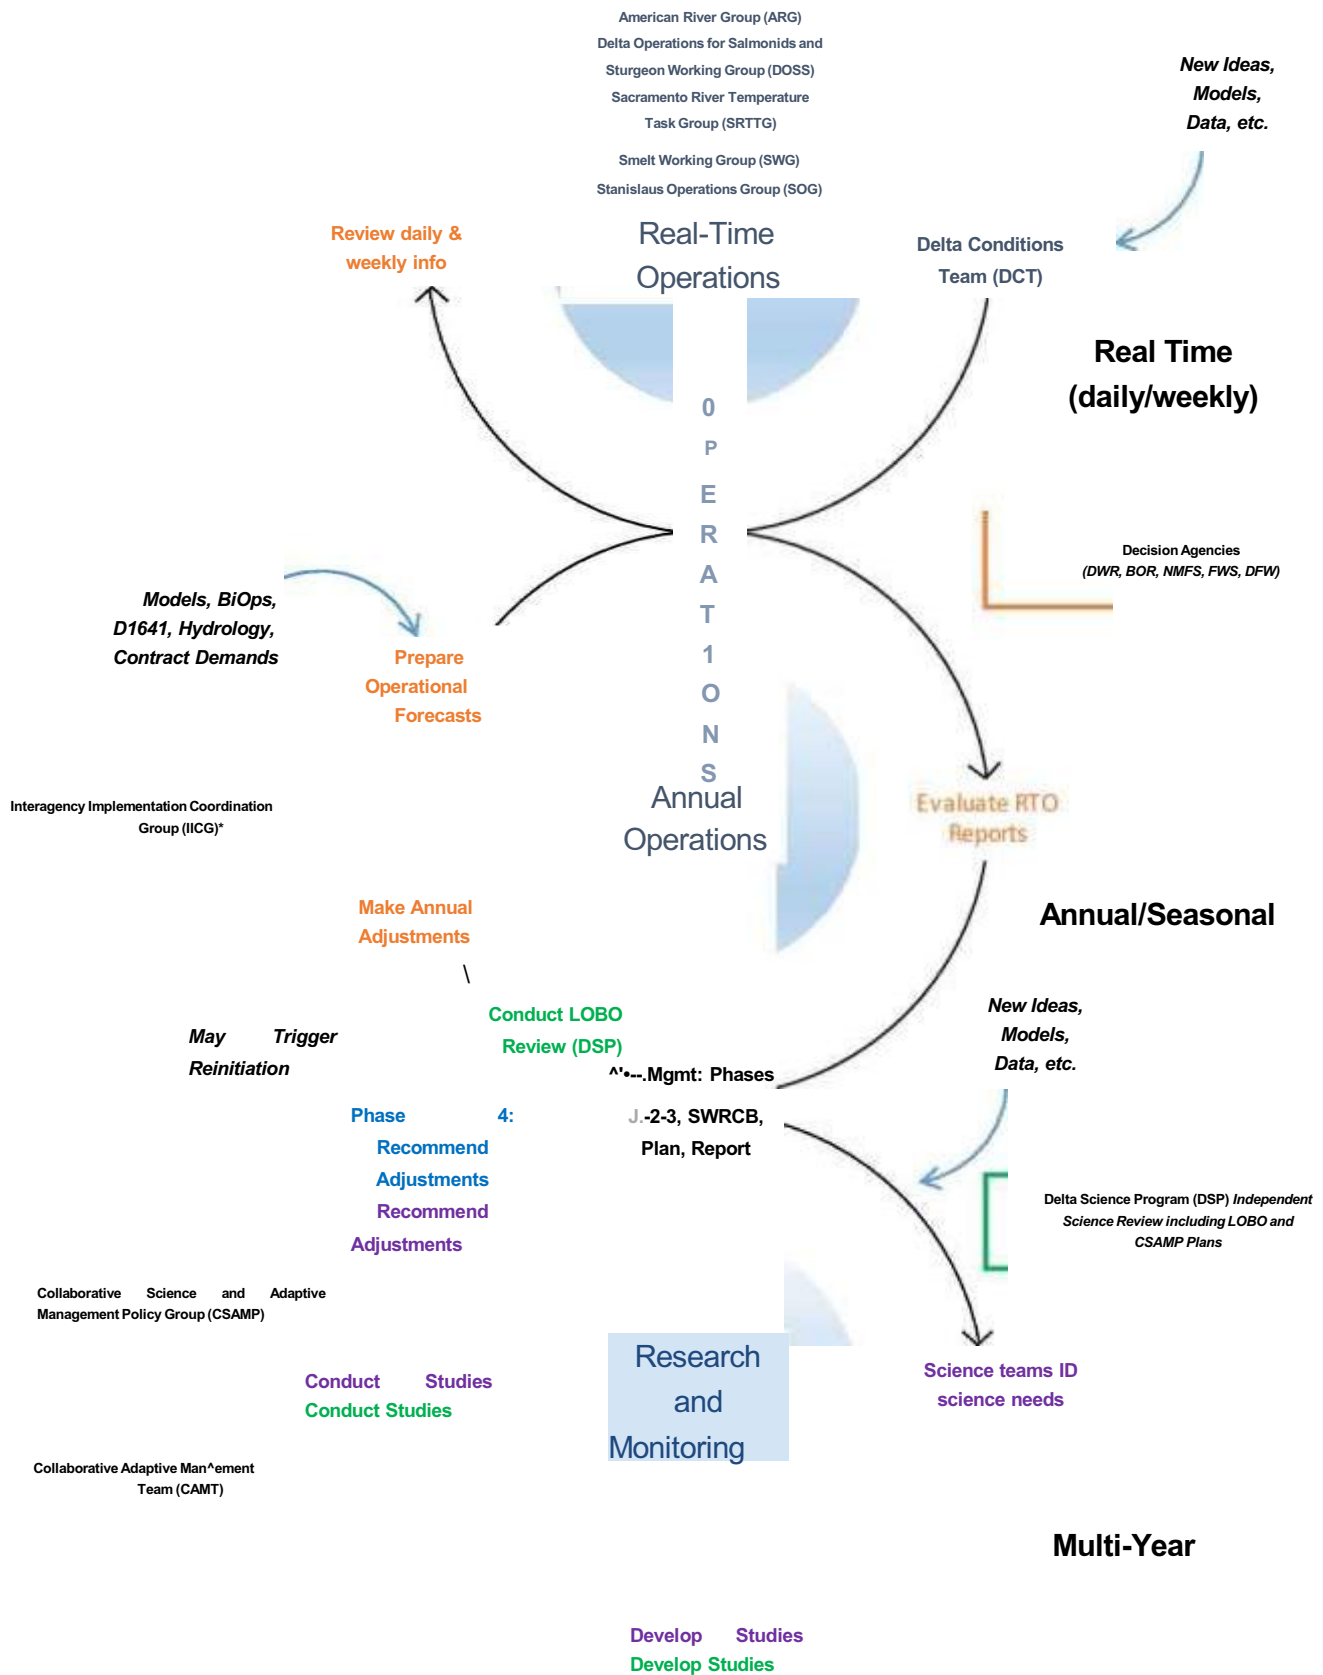 American River Group (ARG)
Delta Operations for Salmonids and
Sturgeon Working Group (DOSS)
Sacramento River Temperature
Task Group (SRTTG)
Smelt Working Group (SWG)
Stanislaus Operations Group (SOG)
New Ideas,
Models,
Data, etc.
Review daily &
weekly info
Real-Time
Operations
Delta Conditions
Team (DCT)
Real Time
(daily/weekly)
0
P
E
R
A
T
1
O
N
S
Decision Agencies
(DWR, BOR, NMFS, FWS, DFW)
Models, BiOps,
D1641, Hydrology,
Contract Demands
Prepare
Operational
Forecasts
Interagency Implementation Coordination
Group (IICG)*
Annual
Operations
Evaluate RTO
Reports
Make Annual
Adjustments
\
Annual/Seasonal
Conduct LOBO
Review (DSP)
May Trigger
Reinitiation
New Ideas,
Models,
Data, etc.
^'•--.Mgmt: Phases
J.-2-3, SWRCB,
Plan, Report
Phase 4:
Recommend
Adjustments
Recommend
Adjustments
Delta Science Program (DSP) Independent
Science Review including LOBO and
CSAMP Plans
Collaborative Science and Adaptive
Management Policy Group (CSAMP)
Research
and
Monitoring
Science teams ID
science needs
Conduct Studies
Conduct Studies
Collaborative Adaptive Man^ement
Team (CAMT)
Multi-Year
Develop Studies
Develop Studies